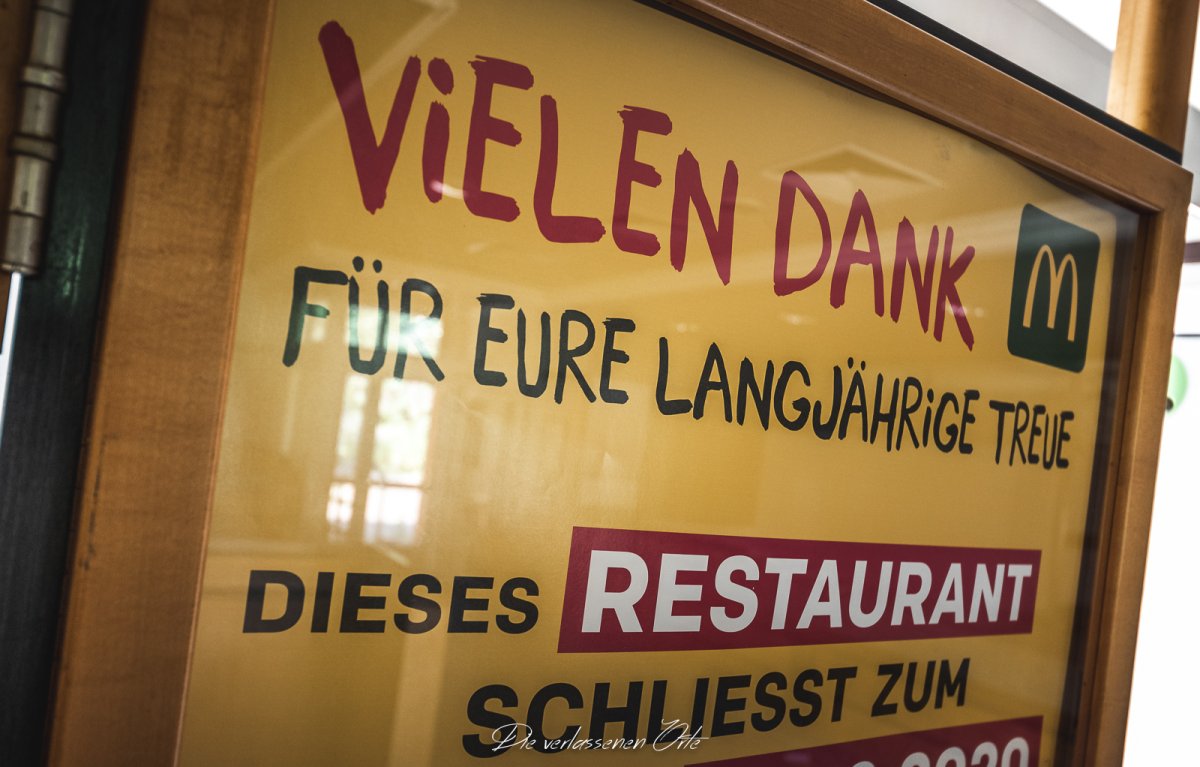 VIELEN DANK
FÜR EURE LANGJÄHRIGE TREUE
DIESES RESTAURANT
SCHLIESST ZUM
Die verlassenen Orte